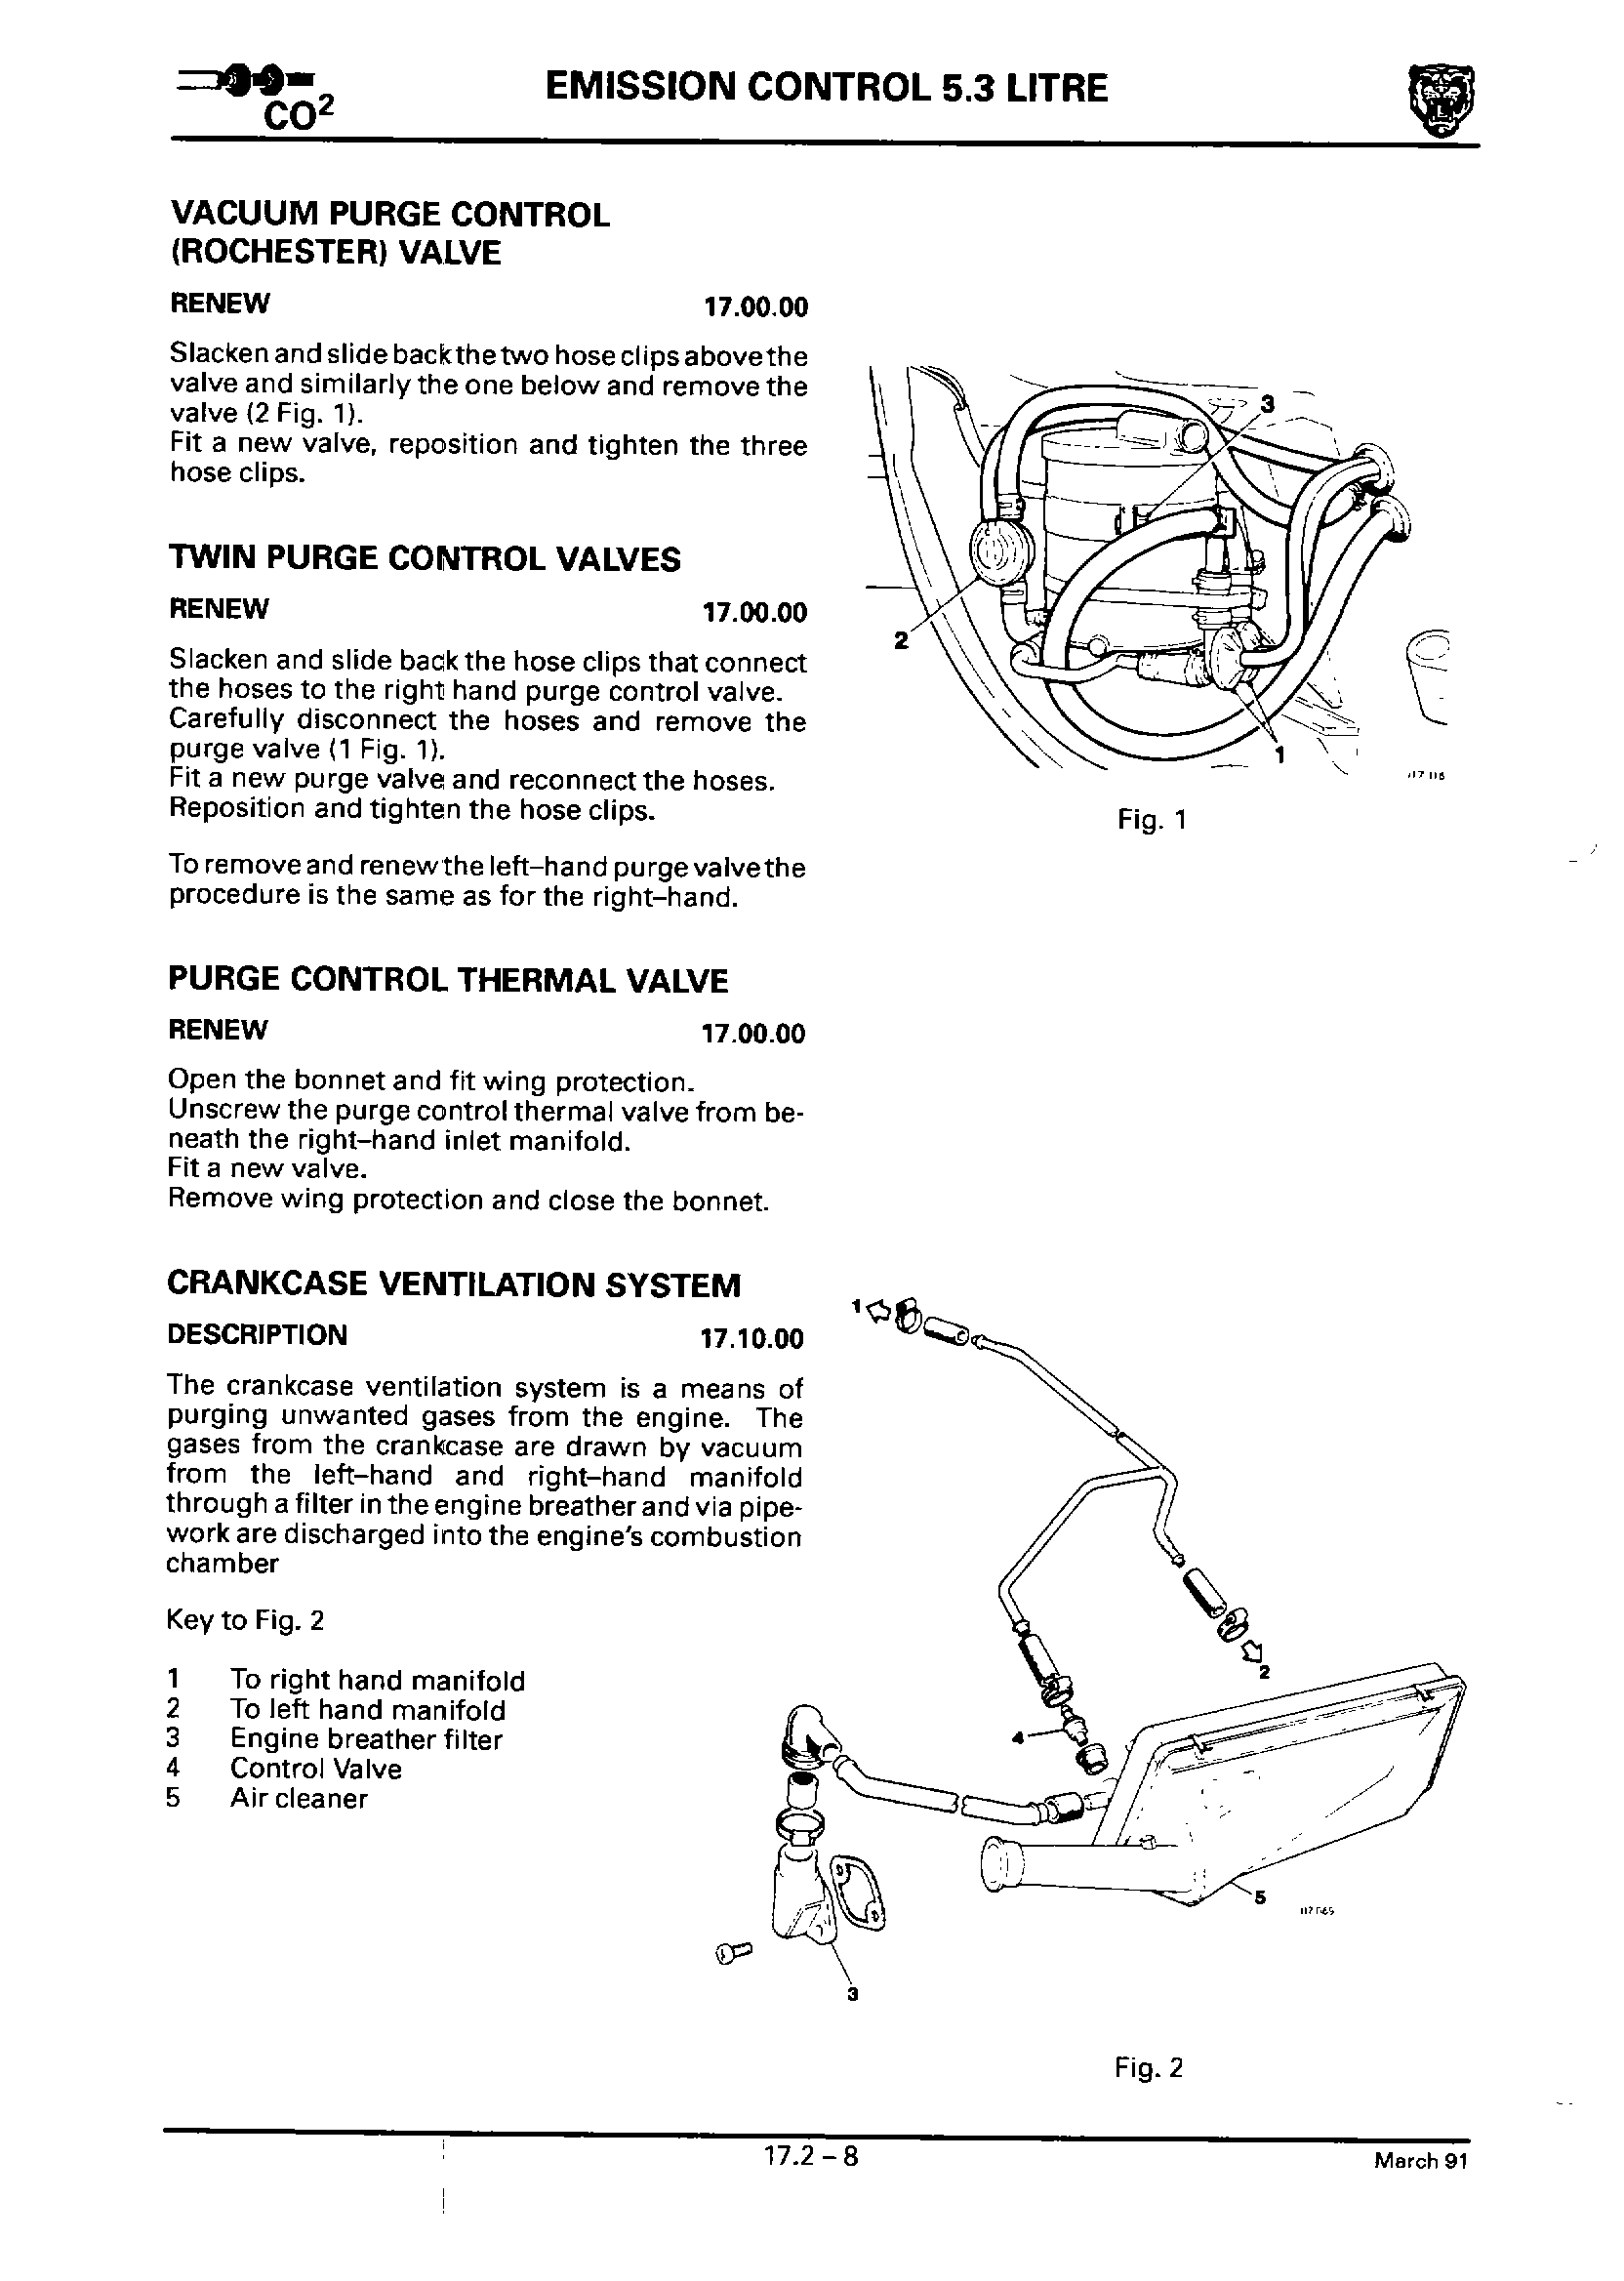 CO²
EMISSION CONTROL 5.3 LITRE
VACUUM PURGE CONTROL
(ROCHESTER) VALVE
RENEW 17.00.00
Slacken and slide back the two hose clips above the
valve and similarly the one below and remove the
valve (2 Fig. 1).
Fit a new valve, reposition and tighten the three
hose clips.
TWIN PURGE CONTROL VALVES
RENEW 17.00.00
Slacken and slide back the hose clips that connect
the hoses to the right hand purge control valve.
Carefully disconnect the hoses and remove the
purge valve (1 Fig. 1).
Fit a new purge valve and reconnect the hoses.
Reposition and tighten the hose clips.
To remove and renew the left-hand purge valve the
procedure is the same as for the right-hand.
3
2
1
Fig. 1
PURGE CONTROL THERMAL VALVE
RENEW 17.00.00
Open the bonnet and fit wing protection.
Unscrew the purge control thermal valve from be-
neath the right-hand inlet manifold.
Fit a new valve.
Remove wing protection and close the bonnet.
CRANKCASE VENTILATION SYSTEM
DESCRIPTION 17.10.00
The crankcase ventilation system is a means of
purging unwanted gases from the engine. The
gases from the crankcase are drawn by vacuum
from the left-hand and right-hand manifold
through a filter in the engine breather and via pipe-
work are discharged into the engine's combustion
chamber
Key to Fig. 2
1 To right hand manifold
2 To left hand manifold
3 Engine breather filter
4 Control Valve
5 Air cleaner
1
2
4
5
3
Fig. 2
17.2 – 8
March 91